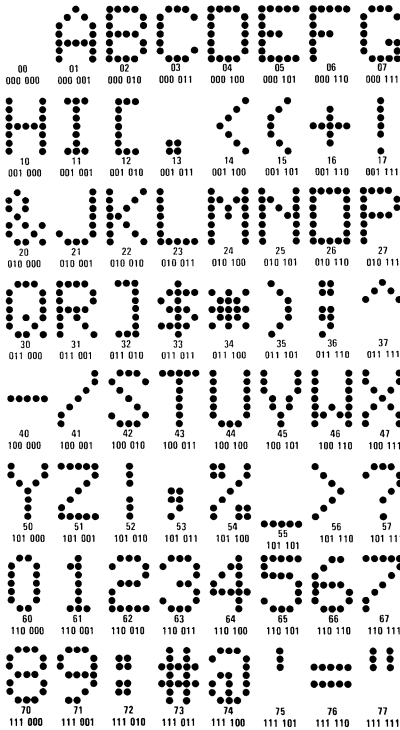 A B C D E F G
00 01 02 03 04 05 06 07
000 000 000 001 000 010 000 011 000 100 000 101 000 110 000 111
H I [ . < ( + |
10 11 12 13 14 15 16 17
001 000 001 001 001 010 001 011 001 100 001 100 001 110 001 111
& J K L M N O P
20 21 22 23 24 25 26 27
010 000 010 001 010 010 010 011 010 100 010 101 010 110 010 111
Q R ] $ * ) ; ^
30 31 32 33 34 35 36 37
011 000 011 001 011 010 011 011 011 100 011 101 011 110 011 111
- / S T U V W X
40 41 42 43 44 45 46 47
100 000 100 001 100 010 100 011 100 100 100 101 100 110 100 111
Y Z | , % _ > ?
50 51 52 53 54 55 56 57
101 000 101 001 101 010 101 011 101 100 101 101 101 110 101 111
0 1 2 3 4 5 6 7
60 61 62 63 64 65 66 67
110 000 110 001 110 010 110 011 110 100 110 101 110 110 110 111
8 9 : # @ ' = "
70 71 72 73 74 75 76 77
111 000 111 001 111 010 111 011 111 100 111 101 111 110 111 111